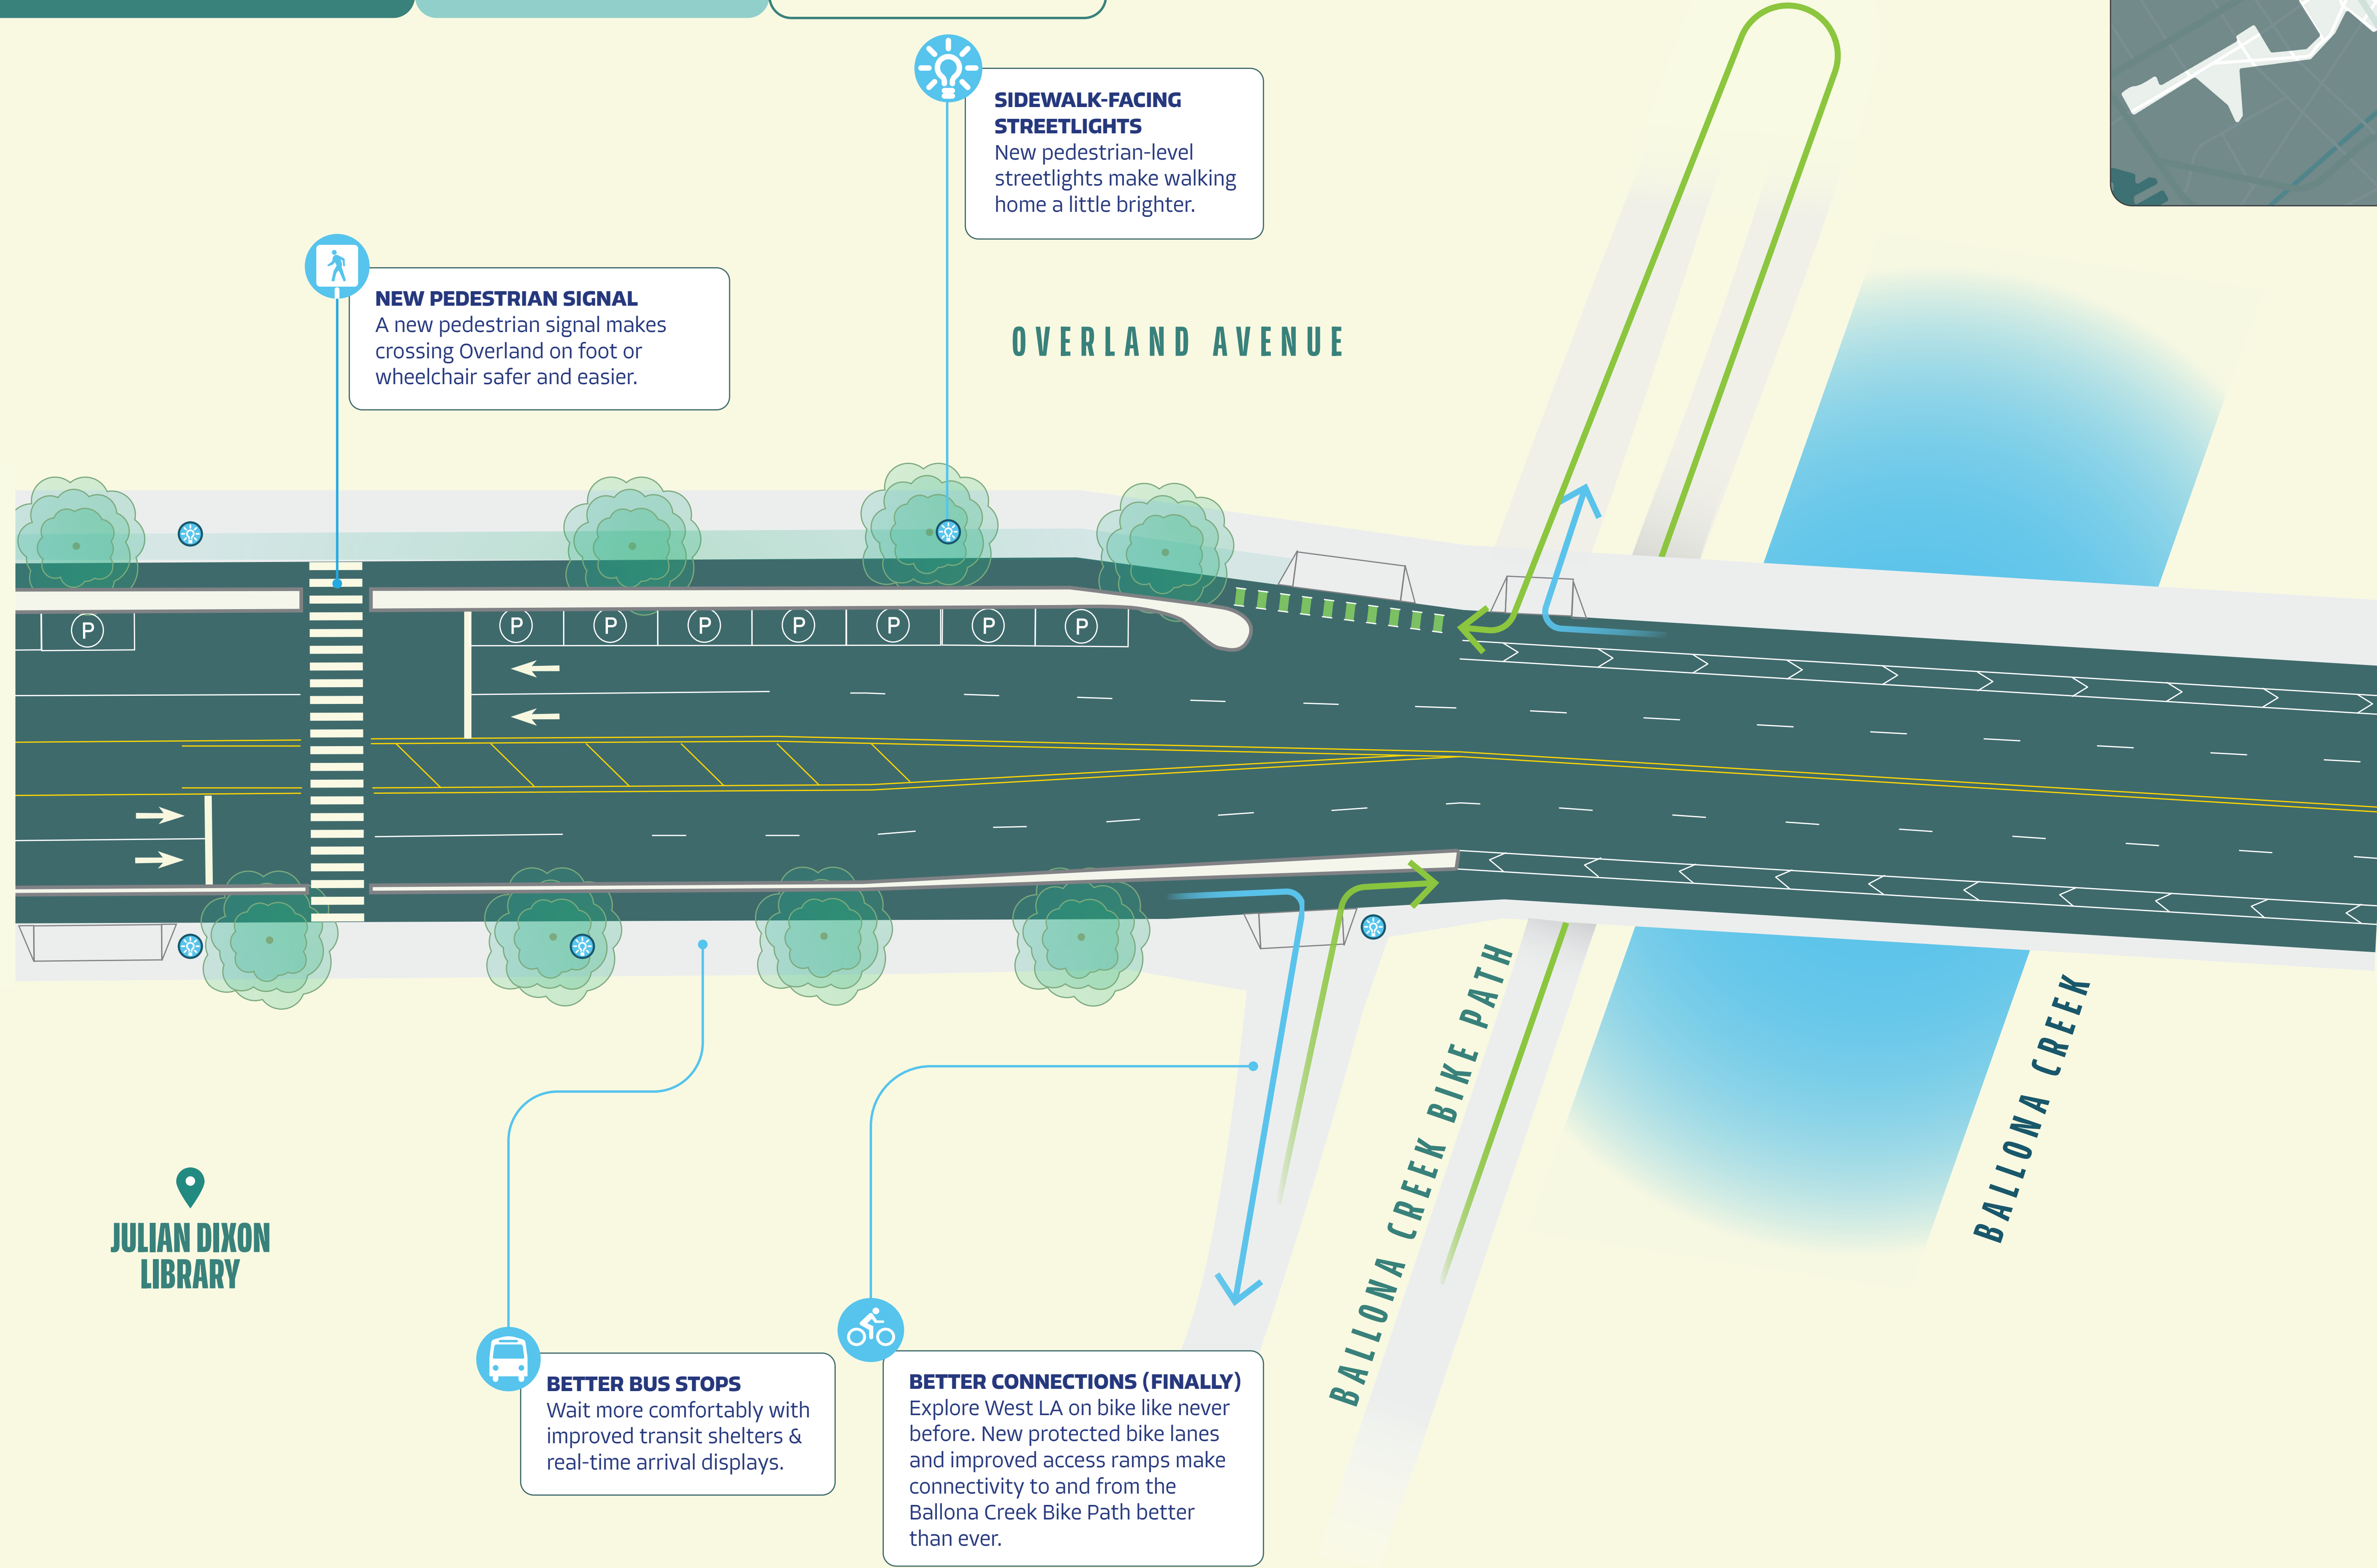 SIDEWALK-FACING
STREETLIGHTS
New pedestrian-level
streetlights make walking
home a little brighter.
NEW PEDESTRIAN SIGNAL
A new pedestrian signal makes
crossing Overland on foot or
wheelchair safer and easier.
OVERLAND AVENUE
P
P
P
P
P
P
P
P
BALLONA CREEK BIKE PATH
BALLONA CREEK
JULIAN DIXON
LIBRARY
BETTER BUS STOPS
Wait more comfortably with
improved transit shelters &
real-time arrival displays.
BETTER CONNECTIONS (FINALLY)
Explore West LA on bike like never
before. New protected bike lanes
and improved access ramps make
connectivity to and from the
Ballona Creek Bike Path better
than ever.